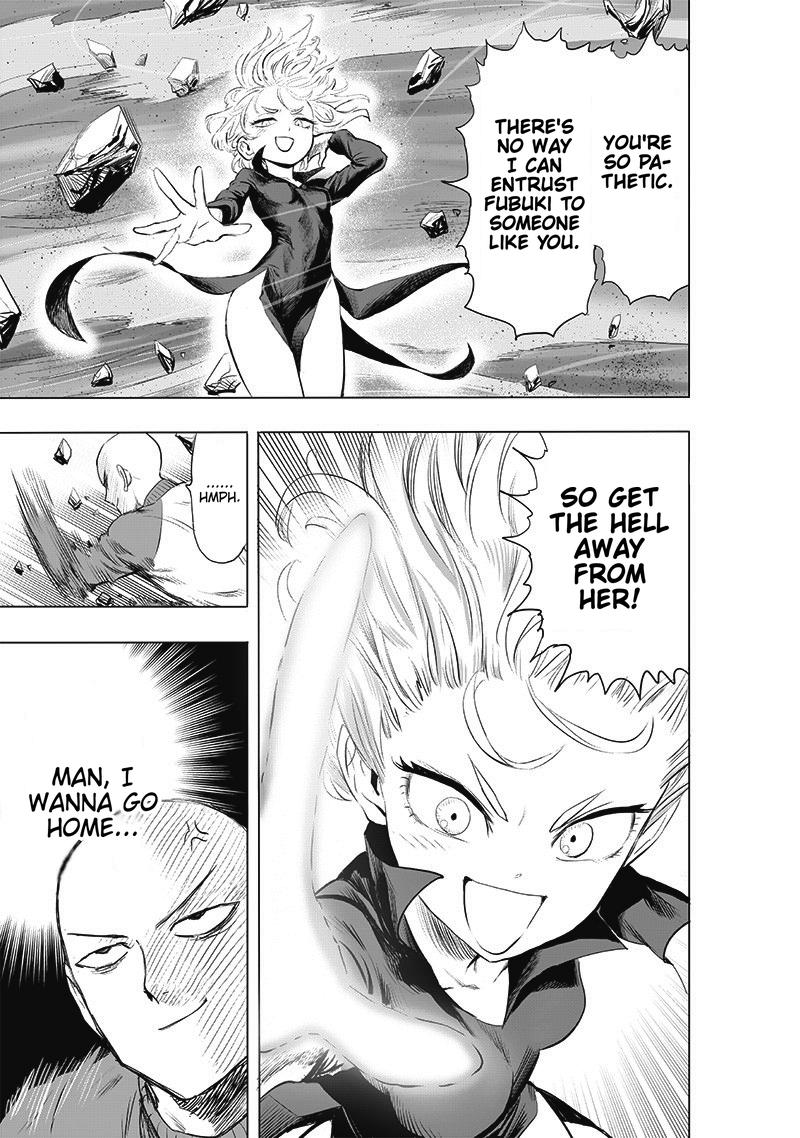 YOU'RE
SO PA-
THETIC.
THERE'S
NO WAY
I CAN
ENTRUST
FUBUKI TO
SOMEONE
LIKE YOU.
SO GET
THE HELL
AWAY
FROM
HER!
......
HMPH.
MAN, I
WANNA GO
HOME...